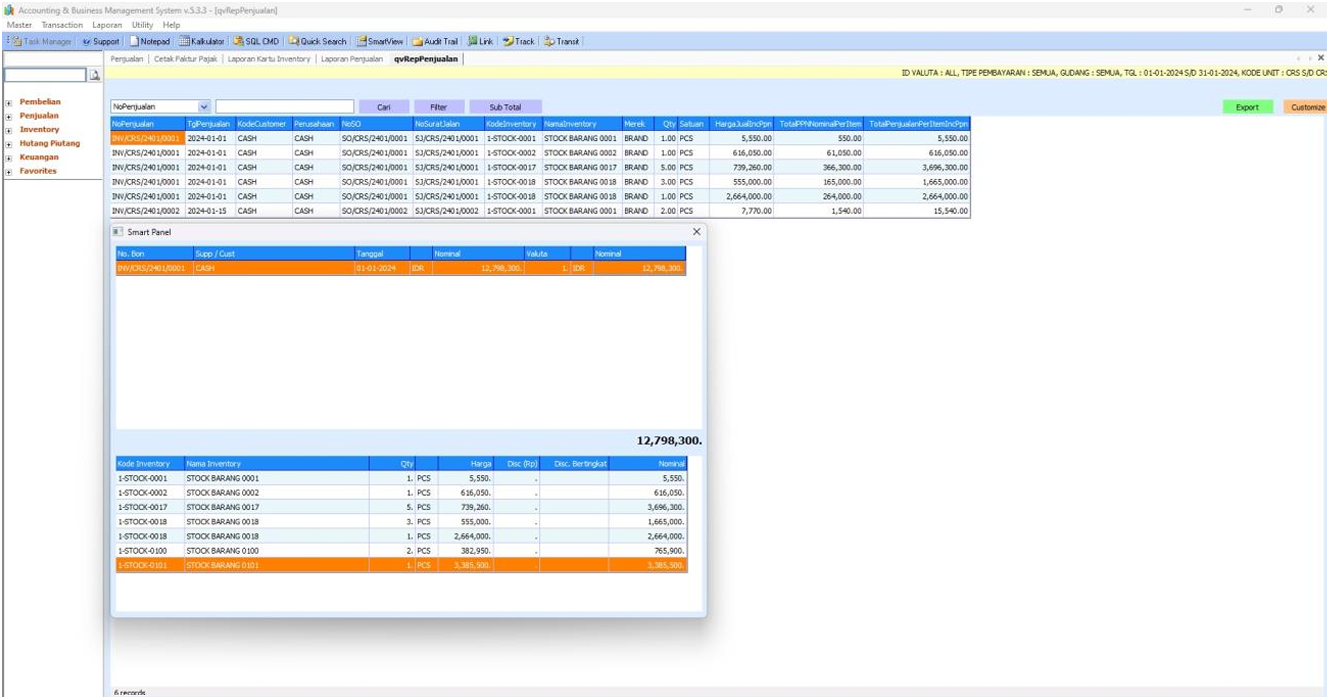 Accounting & Business Management System v.5.3.3 - [qvRepPenjualan]
Master Transaction Laporan Utility Help
Task Manager Support Notepad Kalkulator SQL CMD Quick Search SmartView Audit Trail Link Track Transit
Penjualan Cetak Faktur Pajak Laporan Kartu Inventory Laporan Penjualan qvRepPenjualan
ID VALUTA : ALL, TIPE PEMBAYARAN : SEMUA, GUDANG : SEMUA, TGL : 01-01-2024 S/D 31-01-2024, KODE UNIT : CRS S/D CR
Pembelian
Penjualan
Inventory
Hutang Piutang
Keuangan
Favorites
NoPenjualan Cari Filter Sub Total Export Customize
NoPenjualan TglPenjualan KodeCustomer Perusahaan NoSO NoSuratJalan KodeInventory NamaInventory Merek Qty Satuan HargaJualIncPpn TotalPPNNominalPerItem TotalPenjualanPerItemIncPpn
INV/CRS/2401/0001 2024-01-01 CASH CASH SO/CRS/2401/0001 SJ/CRS/2401/0001 1-STOCK-0001 STOCK BARANG 0001 BRAND 1.00 PCS 5,550.00 550.00 5,550.00
INV/CRS/2401/0001 2024-01-01 CASH CASH SO/CRS/2401/0001 SJ/CRS/2401/0001 1-STOCK-0002 STOCK BARANG 0002 BRAND 1.00 PCS 616,050.00 61,050.00 616,050.00
INV/CRS/2401/0001 2024-01-01 CASH CASH SO/CRS/2401/0001 SJ/CRS/2401/0001 1-STOCK-0017 STOCK BARANG 0017 BRAND 5.00 PCS 739,260.00 366,300.00 3,696,300.00
INV/CRS/2401/0001 2024-01-01 CASH CASH SO/CRS/2401/0001 SJ/CRS/2401/0001 1-STOCK-0018 STOCK BARANG 0018 BRAND 3.00 PCS 555,000.00 165,000.00 1,665,000.00
INV/CRS/2401/0001 2024-01-01 CASH CASH SO/CRS/2401/0001 SJ/CRS/2401/0001 1-STOCK-0018 STOCK BARANG 0018 BRAND 1.00 PCS 2,664,000.00 264,000.00 2,664,000.00
INV/CRS/2401/0002 2024-01-15 CASH CASH SO/CRS/2401/0002 SJ/CRS/2401/0002 1-STOCK-0001 STOCK BARANG 0001 BRAND 2.00 PCS 7,770.00 1,540.00 15,540.00
Smart Panel
No. Bon Supp / Cust Tanggal Nominal Valuta Nominal
INV/CRS/2401/0001 CASH 01-01-2024 IDR 12,798,300. 1. IDR 12,798,300.
12,798,300.
Kode Inventory Nama Inventory Qty Harga Disc (Rp) Disc. Bertingkat Nominal
1-STOCK-0001 STOCK BARANG 0001 1. PCS 5,550. . 5,550.
1-STOCK-0002 STOCK BARANG 0002 1. PCS 616,050. . 616,050.
1-STOCK-0017 STOCK BARANG 0017 5. PCS 739,260. . 3,696,300.
1-STOCK-0018 STOCK BARANG 0018 3. PCS 555,000. . 1,665,000.
1-STOCK-0018 STOCK BARANG 0018 1. PCS 2,664,000. . 2,664,000.
1-STOCK-0100 STOCK BARANG 0100 2. PCS 382,950. . 765,900.
1-STOCK-0101 STOCK BARANG 0101 1. PCS 3,385,500. . 3,385,500.
6 records